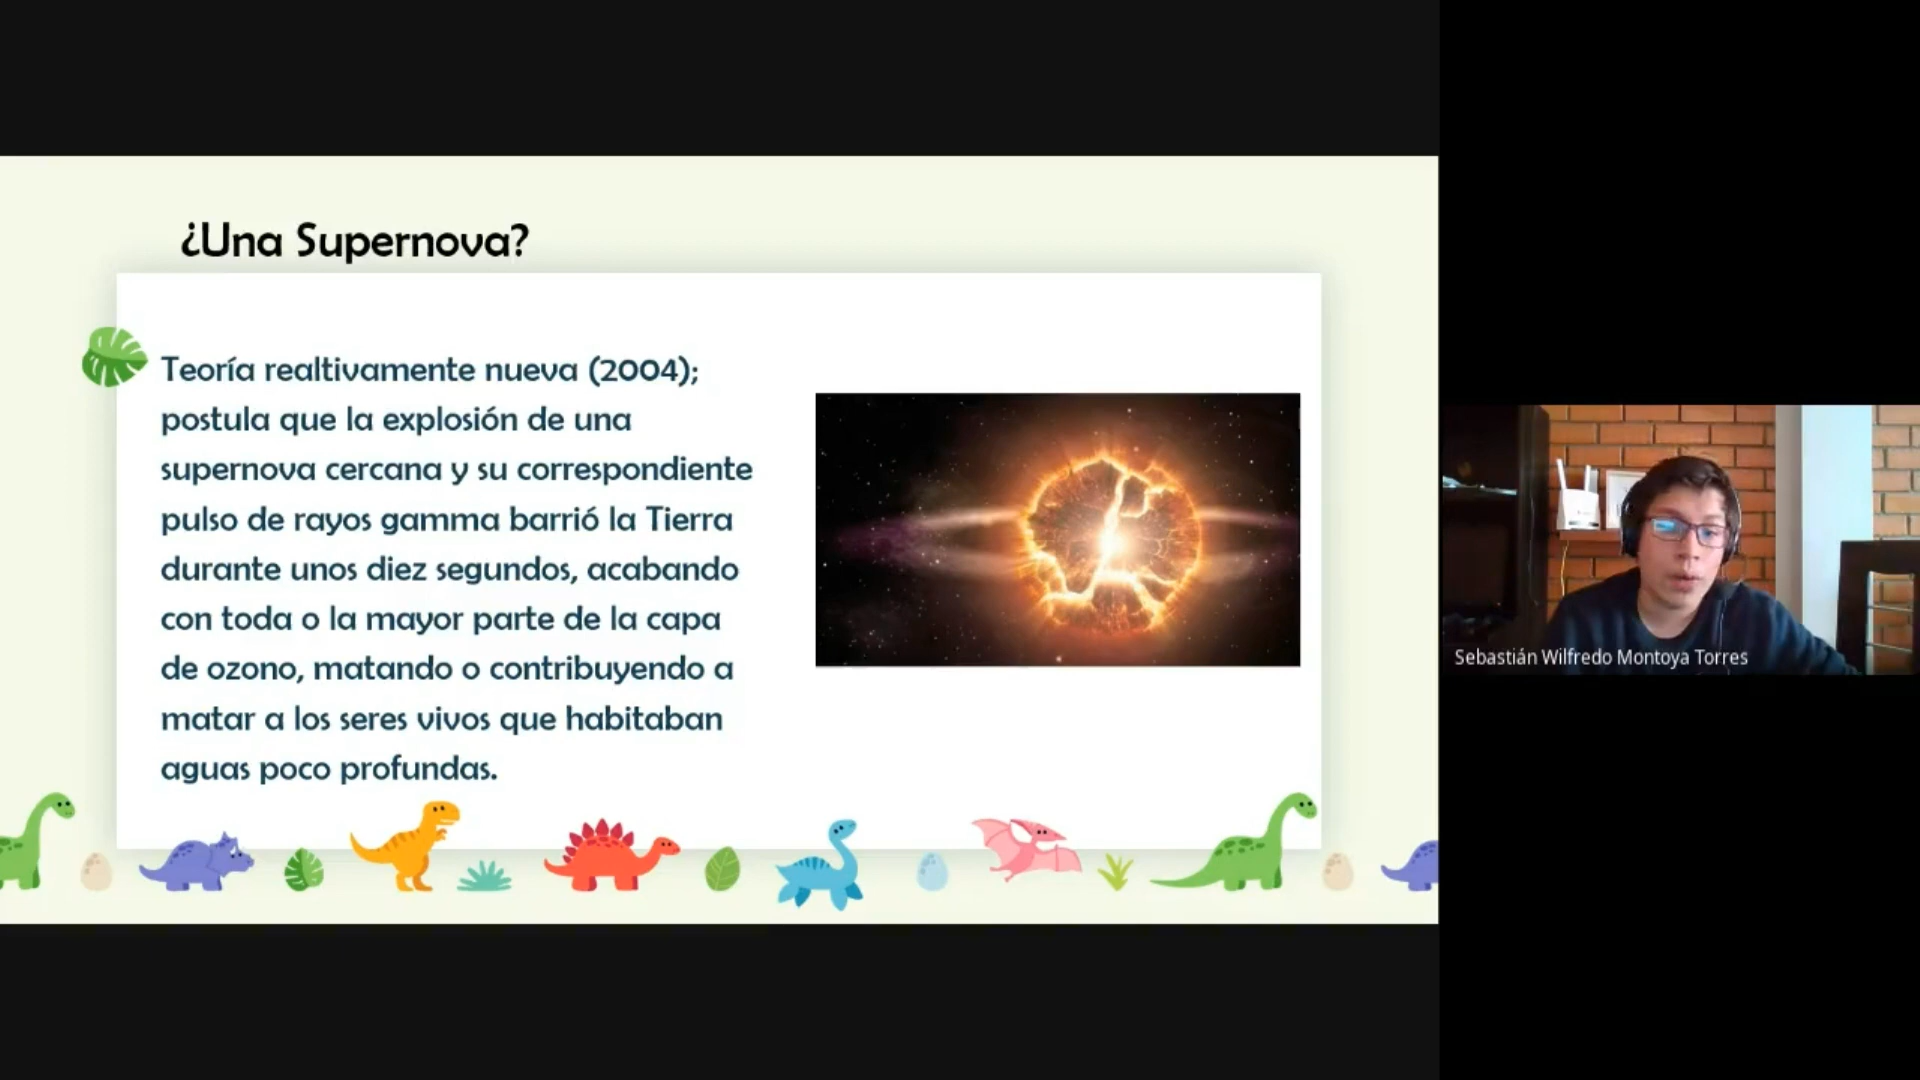 ¿Una Supernova?
Teoría realtivamente nueva (2004);
postula que la explosión de una
supernova cercana y su correspondiente
pulso de rayos gamma barrió la Tierra
durante unos diez segundos, acabando
con toda o la mayor parte de la capa
de ozono, matando o contribuyendo a
matar a los seres vivos que habitaban
aguas poco profundas.
Sebastián Wilfredo Montoya Torres